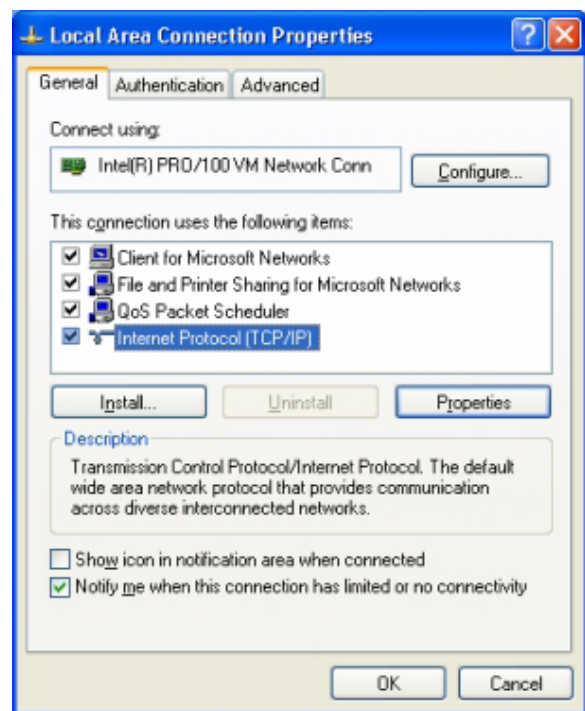 Local Area Connection Properties
General Authentication Advanced
Connect using:
Intel(R) PRO/100 VM Network Conn
Configure...
This connection uses the following items:
Client for Microsoft Networks
File and Printer Sharing for Microsoft Networks
QoS Packet Scheduler
Internet Protocol (TCP/IP)
Install... Uninstall Properties
Description
Transmission Control Protocol/Internet Protocol. The default
wide area network protocol that provides communication
across diverse interconnected networks.
Show icon in notification area when connected
Notify me when this connection has limited or no connectivity
OK Cancel